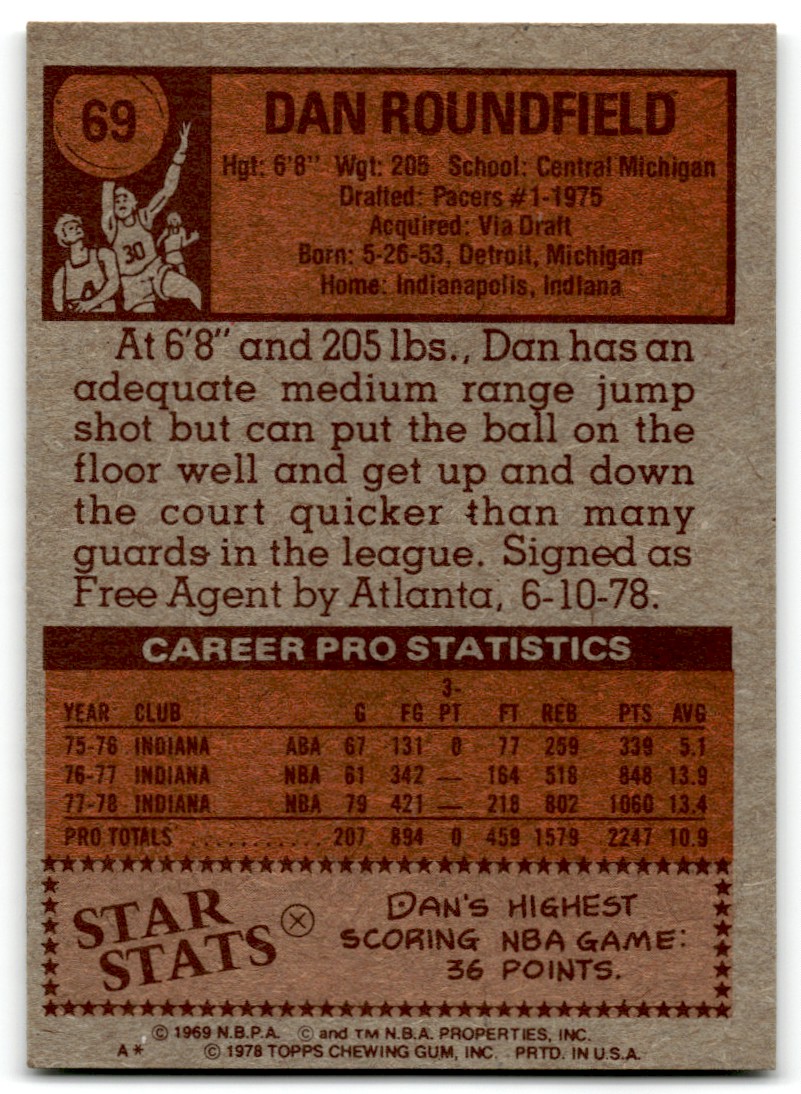 69
DAN ROUNDFIELD
Hgt: 6'8" Wgt: 205 School: Central Michigan
Drafted: Pacers #1-1975
Acquired: Via Draft
Born: 5-26-53, Detroit, Michigan
Home: Indianapolis, Indiana
30
4
At 6'8" and 205 lbs., Dan has an
adequate medium range jump
shot but can put the ball on the
floor well and get up and down
the court quicker than many
guards in the league. Signed as
Free Agent by Atlanta, 6-10-78.
CAREER PRO STATISTICS
3-
YEAR CLUB G FG PT FT REB PTS AVG
75-76 INDIANA ABA 67 131 0 77 259 339 5.1
76-77 INDIANA NBA 61 342 — 164 518 848 13.9
77-78 INDIANA NBA 79 421 — 218 802 1060 13.4
PRO TOTALS ........... 207 894 0 459 1579 2247 10.9
STAR
STATS
DAN'S HIGHEST
SCORING NBA GAME:
36 POINTS.
© 1969 N.B.P.A. © and TM N.B.A. PROPERTIES, INC.
A* © 1978 TOPPS CHEWING GUM, INC. PRTD. IN U.S.A.